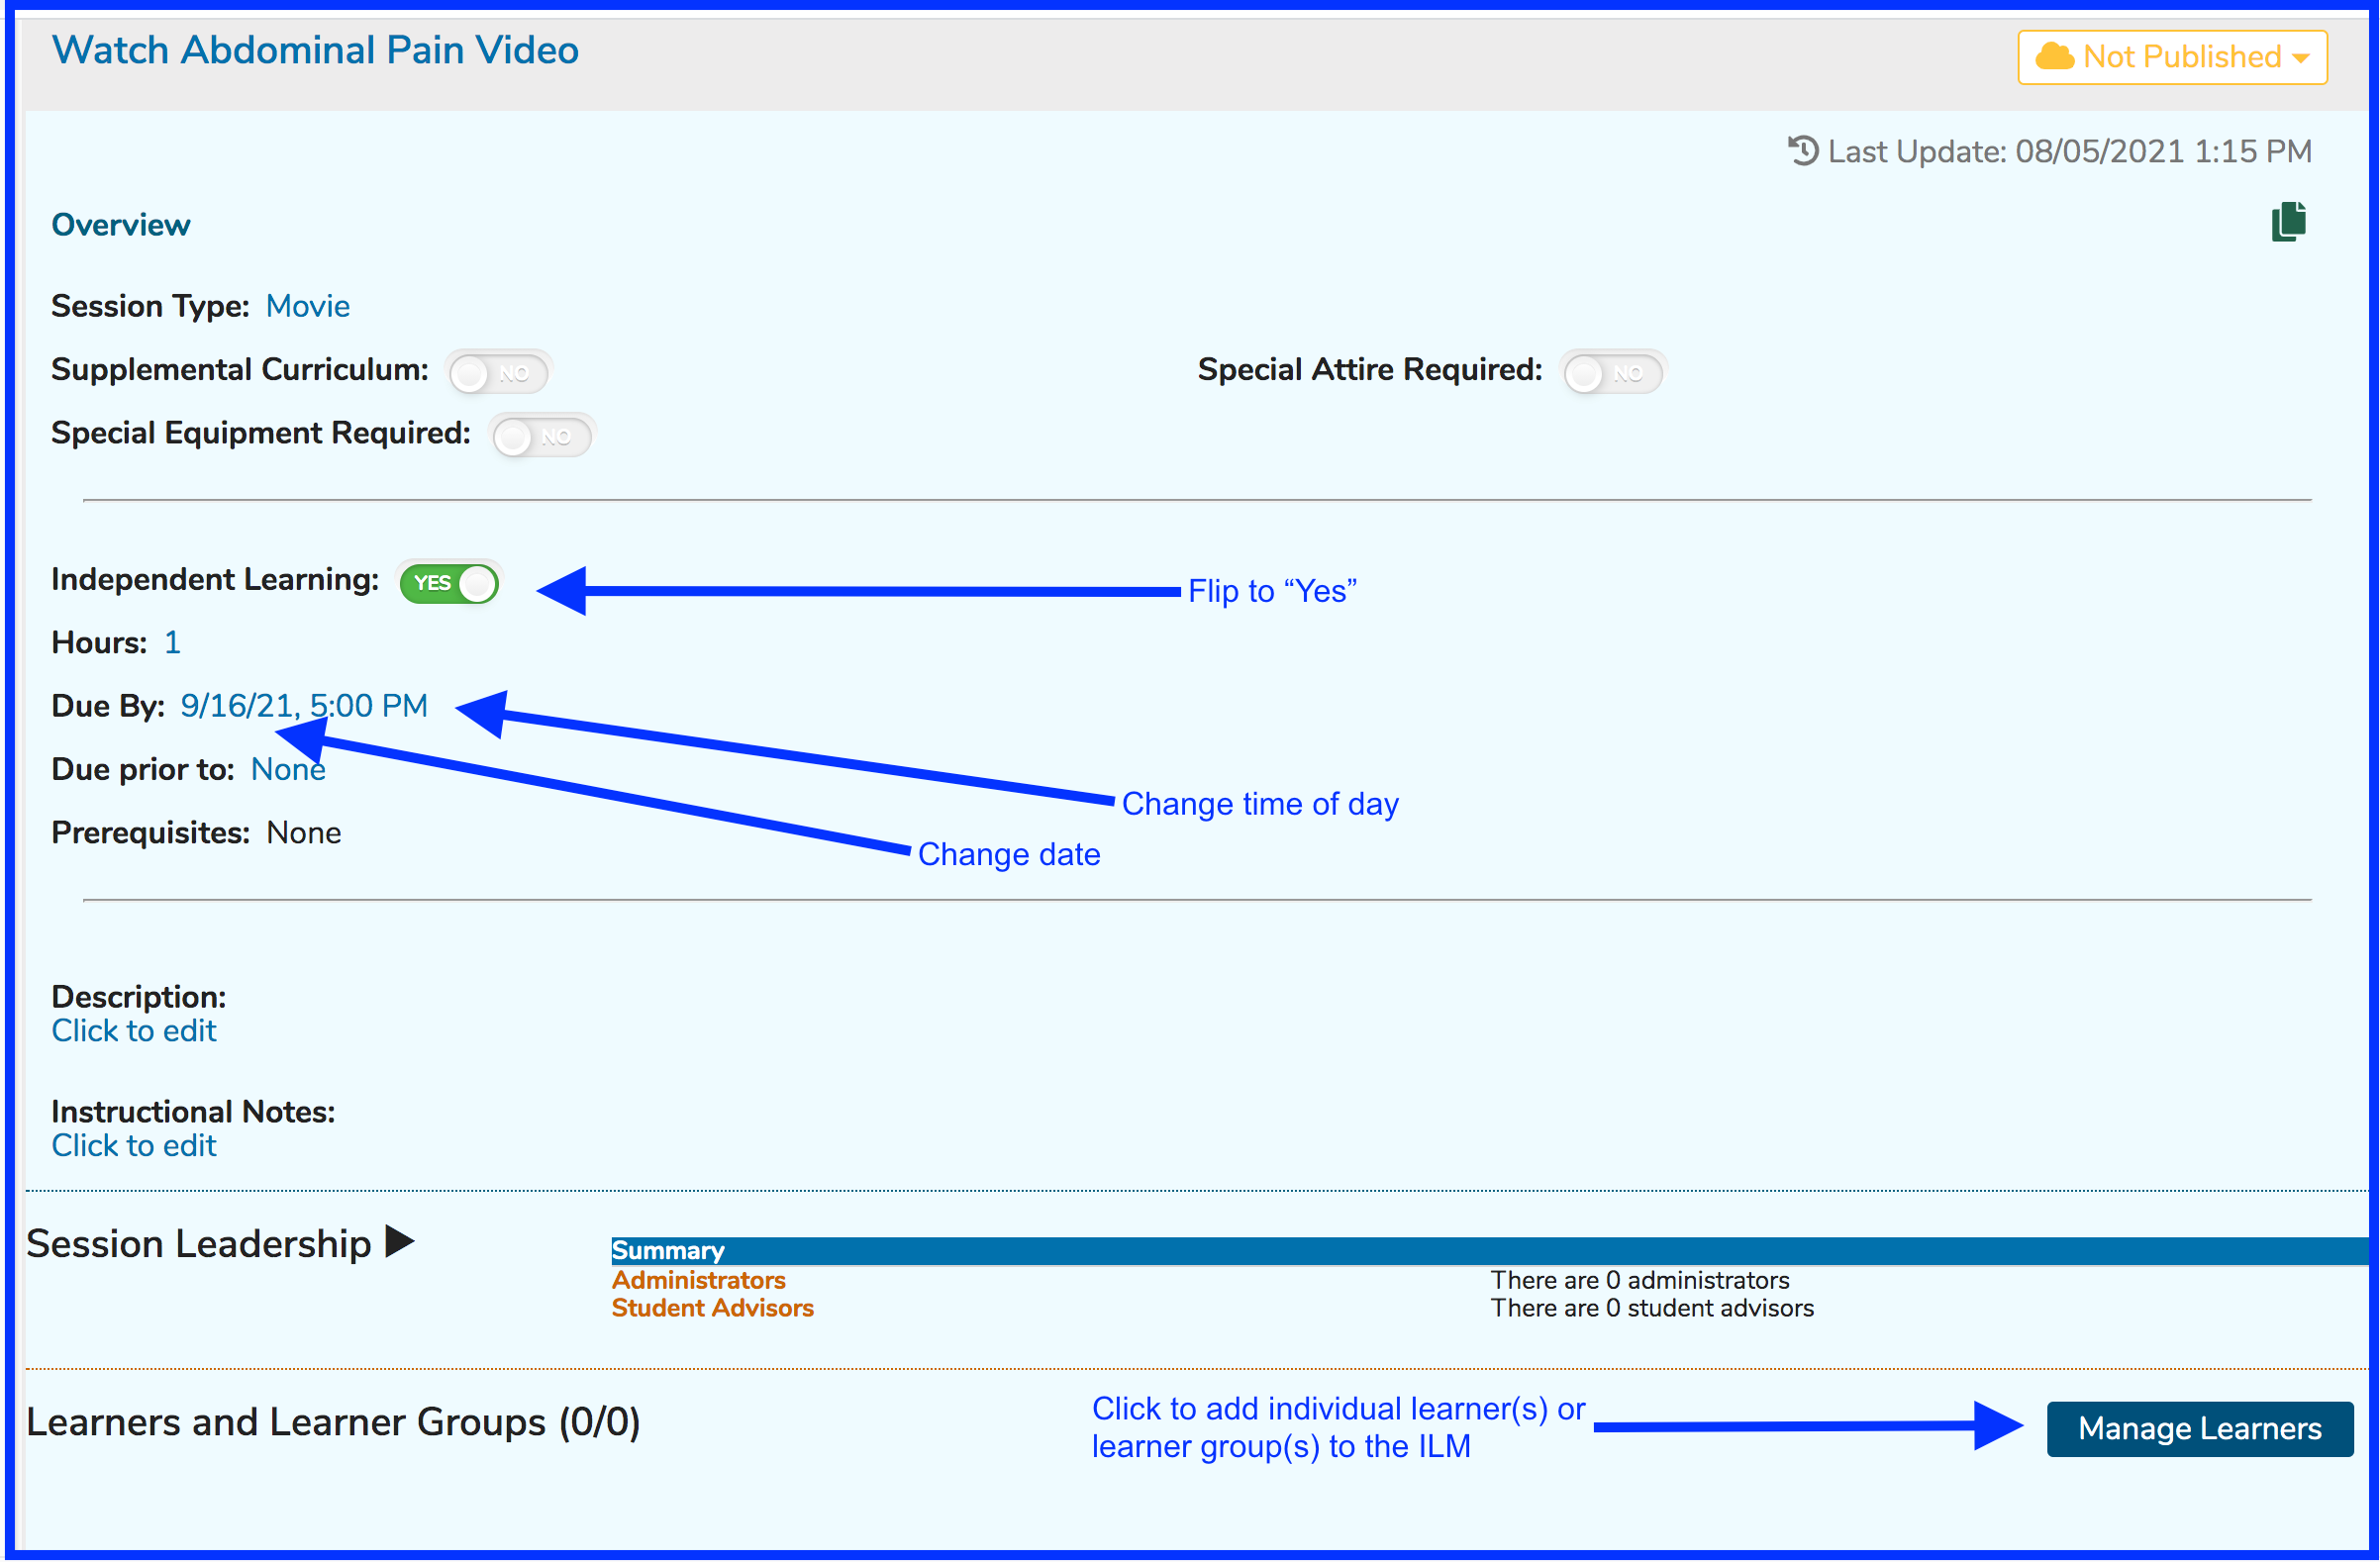 Watch Abdominal Pain Video
Not Published
Last Update: 08/05/2021 1:15 PM
Overview
Session Type: Movie
Supplemental Curriculum: NO
Special Attire Required: NO
Special Equipment Required: NO
Independent Learning: YES
Flip to “Yes”
Hours: 1
Due By: 9/16/21, 5:00 PM
Due prior to: None
Change time of day
Prerequisites: None
Change date
Description:
Click to edit
Instructional Notes:
Click to edit
Session Leadership
Summary
Administrators There are 0 administrators
Student Advisors There are 0 student advisors
Learners and Learner Groups (0/0)
Click to add individual learner(s) or
learner group(s) to the ILM
Manage Learners